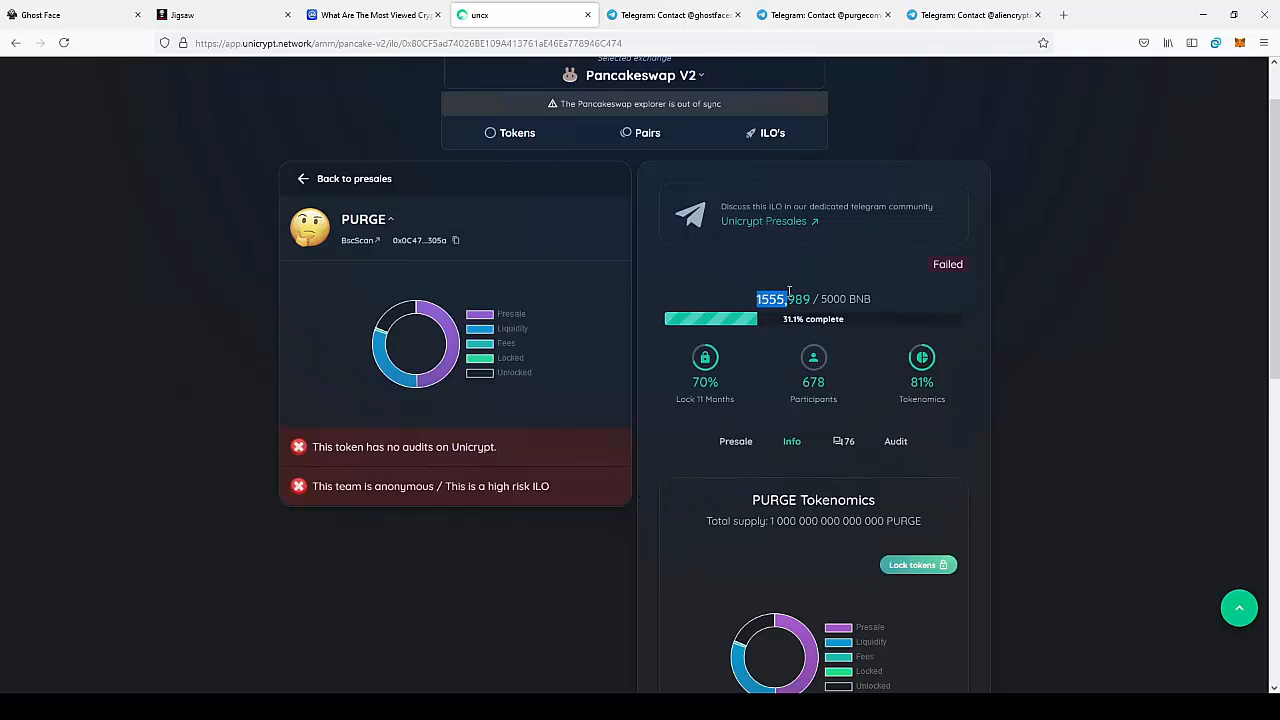 Ghost Face
Jigsaw
What Are The Most Viewed Cryp
uncx
Telegram: Contact @ghostface
Telegram: Contact @purgecom
Telegram: Contact @aliencrypto
https://app.unicrypt.network/amm/pancake-v2/ilo/0x80CF5ad74026BE109A413761
Selected exchange
Pancakeswap V2
The Pancakeswap explorer is out of sync
Tokens
Pairs
ILO's
Back to presales
Discuss this ILO in our dedicated telegram community
Unicrypt Presales
PURGE
BscScan
0x0C47...305a
Failed
1555,989 / 5000 BNB
31.1% complete
Presale
Liquidity
Fees
Locked
Unlocked
70%
678
81%
Lock 11 Months
Participants
Tokenomics
Presale
Info
76
Audit
This token has no audits on Unicrypt.
This team is anonymous / This is a high risk ILO
PURGE Tokenomics
Total supply: 1 000 000 000 000 000 PURGE
Lock tokens
Presale
Liquidity
Fees
Locked
Unlocked